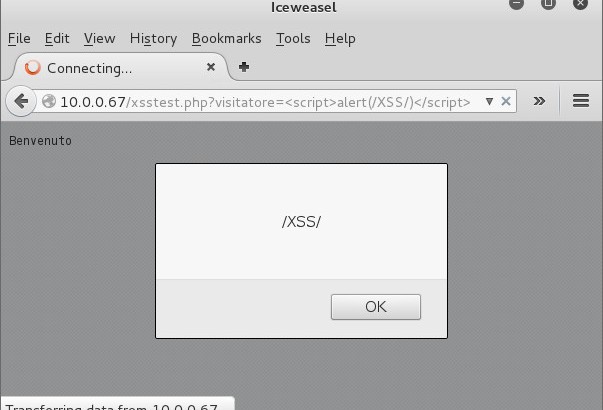 Iceweasel
File Edit View History Bookmarks Tools Help
Connecting...
10.0.0.67/xsstest.php?visitatore=<script>alert(/XSS/)</script>
Benvenuto
/XSS/
OK
Transferring data from 10.0.0.67...